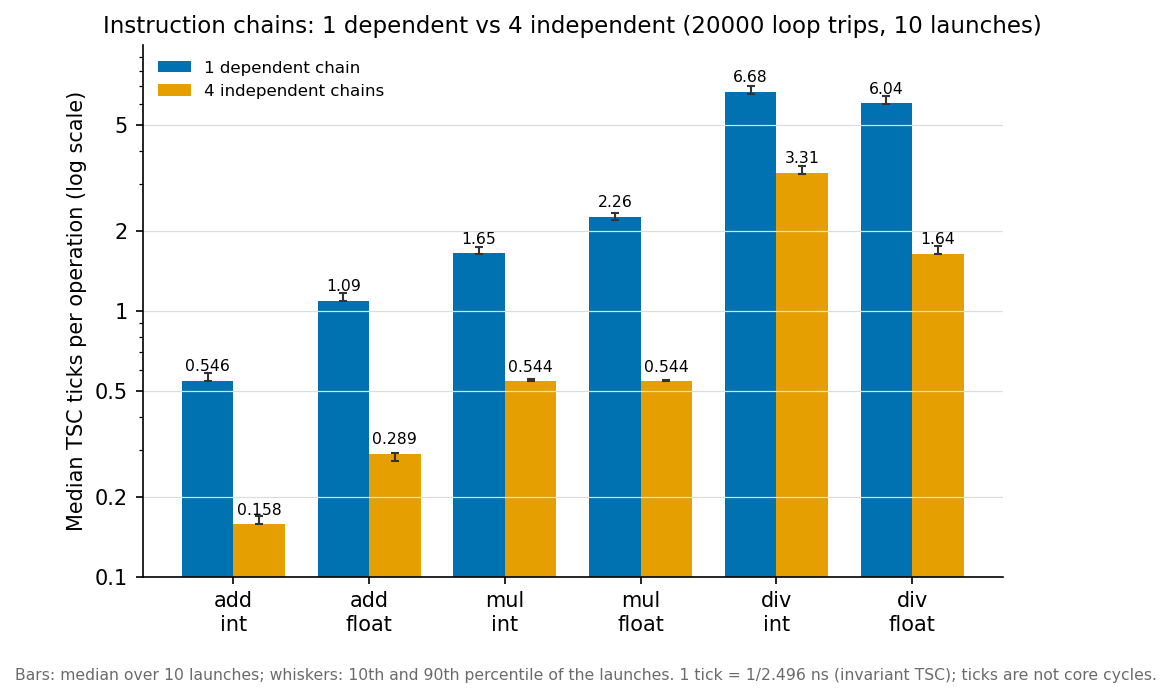 Instruction chains: 1 dependent vs 4 independent (20000 loop trips, 10 launches)
1 dependent chain
4 independent chains
Median TSC ticks per operation (log scale)
5
2
1
0.5
0.2
0.1
0.546
0.158
1.09
0.289
1.65
0.544
2.26
0.544
6.68
3.31
6.04
1.64
add
int
add
float
mul
int
mul
float
div
int
div
float
Bars: median over 10 launches; whiskers: 10th and 90th percentile of the launches. 1 tick = 1/2.496 ns (invariant TSC); ticks are not core cycles.